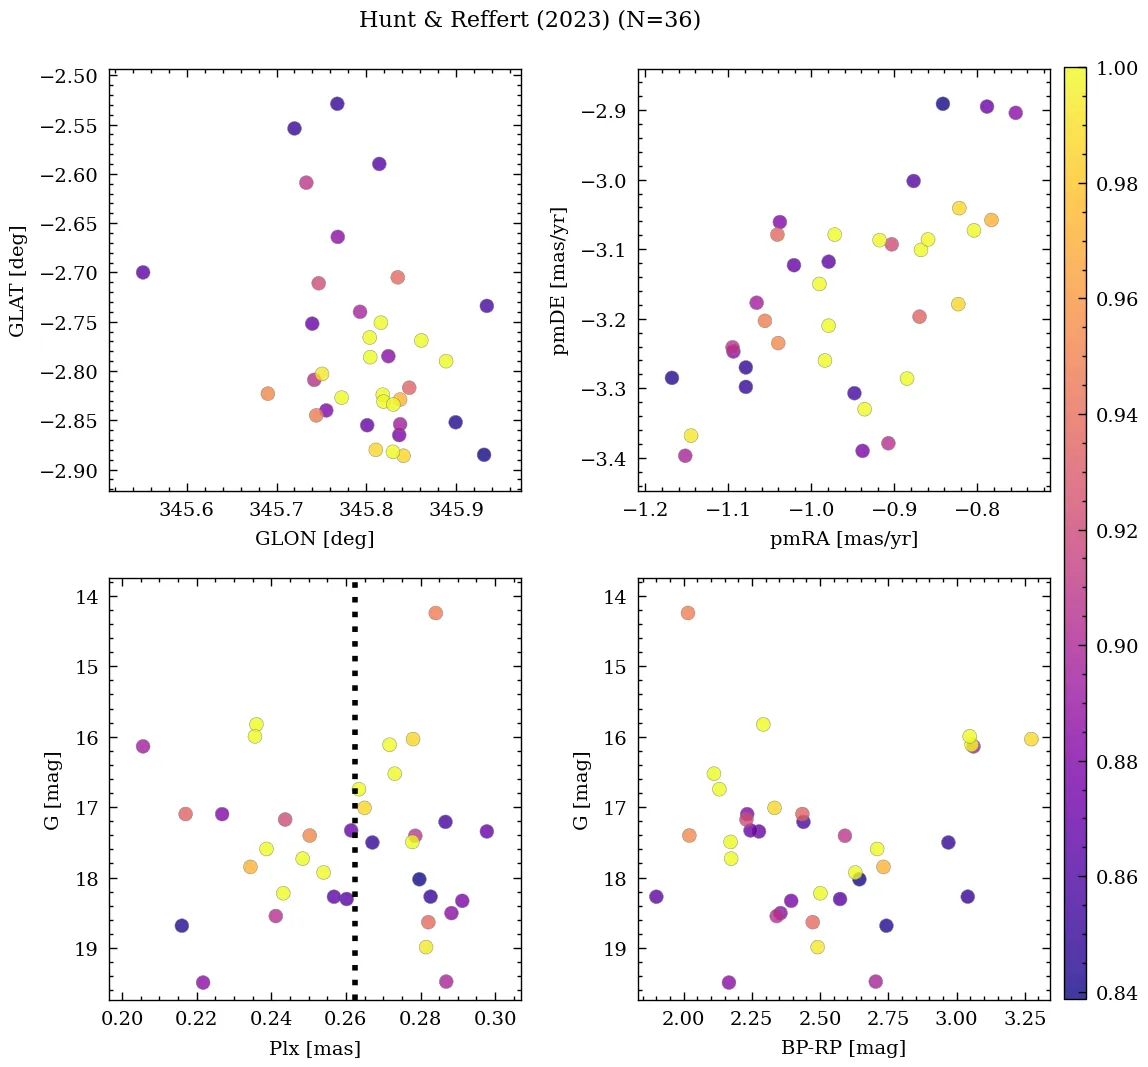 Hunt & Reffert (2023) (N=36)
−2.50
−2.55
−2.60
−2.65
−2.70
−2.75
−2.80
−2.85
−2.90
GLAT [deg]
345.6 345.7 345.8 345.9
GLON [deg]
−2.9
−3.0
−3.1
−3.2
−3.3
−3.4
pmDE [mas/yr]
−1.2 −1.1 −1.0 −0.9 −0.8
pmRA [mas/yr]
14
15
16
17
18
19
G [mag]
0.20 0.22 0.24 0.26 0.28 0.30
Plx [mas]
14
15
16
17
18
19
G [mag]
2.00 2.25 2.50 2.75 3.00 3.25
BP-RP [mag]
1.00
0.98
0.96
0.94
0.92
0.90
0.88
0.86
0.84